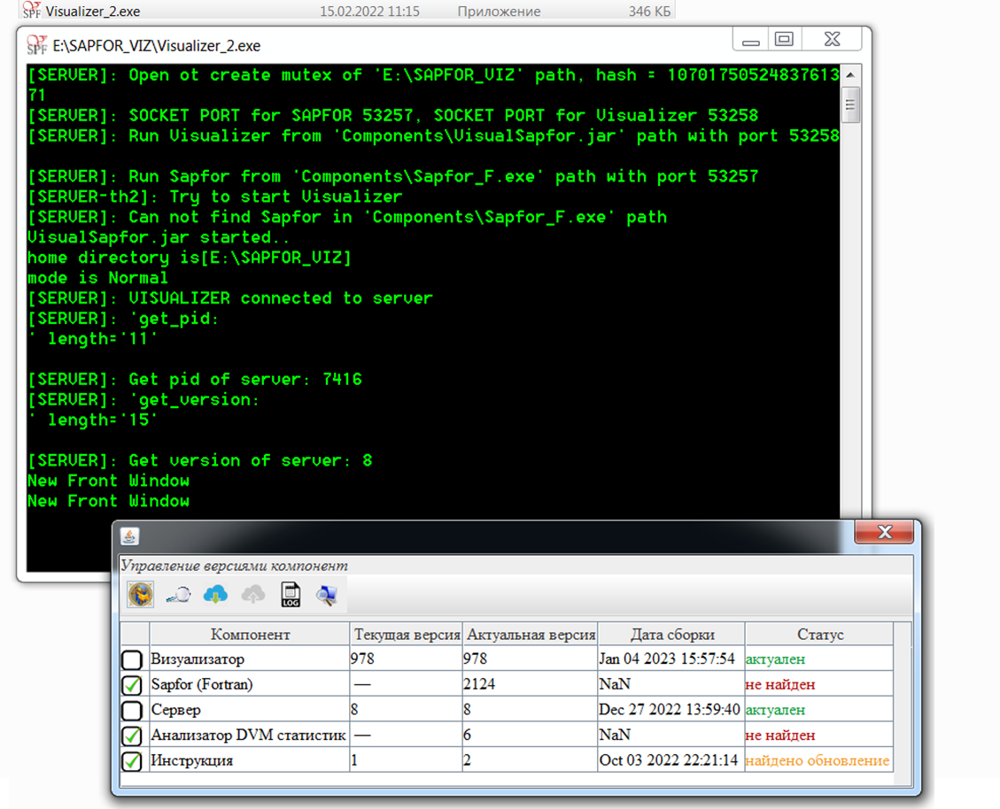 SPF Visualizer_2.exe 15.02.2022 11:15 Приложение 346 КБ
SPF E:\SAPFOR_VIZ\Visualizer_2.exe
[SERVER]: Open ot create mutex of 'E:\SAPFOR_VIZ' path, hash = 10701750524837613
71
[SERVER]: SOCKET PORT for SAPFOR 53257, SOCKET PORT for Visualizer 53258
[SERVER]: Run Visualizer from 'Components\VisualSapfor.jar' path with port 53258
[SERVER]: Run Sapfor from 'Components\Sapfor_F.exe' path with port 53257
[SERVER-th2]: Try to start Visualizer
[SERVER]: Can not find Sapfor in 'Components\Sapfor_F.exe' path
VisualSapfor.jar started..
home directory is[E:\SAPFOR_VIZ]
mode is Normal
[SERVER]: VISUALIZER connected to server
[SERVER]: 'get_pid:
' length='11'
[SERVER]: Get pid of server: 7416
[SERVER]: 'get_version:
' length='15'
[SERVER]: Get version of server: 8
New Front Window
New Front Window
Управление версиями компонент
LOG
Компонент Текущая версия Актуальная версия Дата сборки Статус
Визуализатор 978 978 Jan 04 2023 15:57:54 актуален
Sapfor (Fortran) — 2124 NaN не найден
Сервер 8 8 Dec 27 2022 13:59:40 актуален
Анализатор DVM статистик — 6 NaN не найден
Инструкция 1 2 Oct 03 2022 22:21:14 найдено обновление